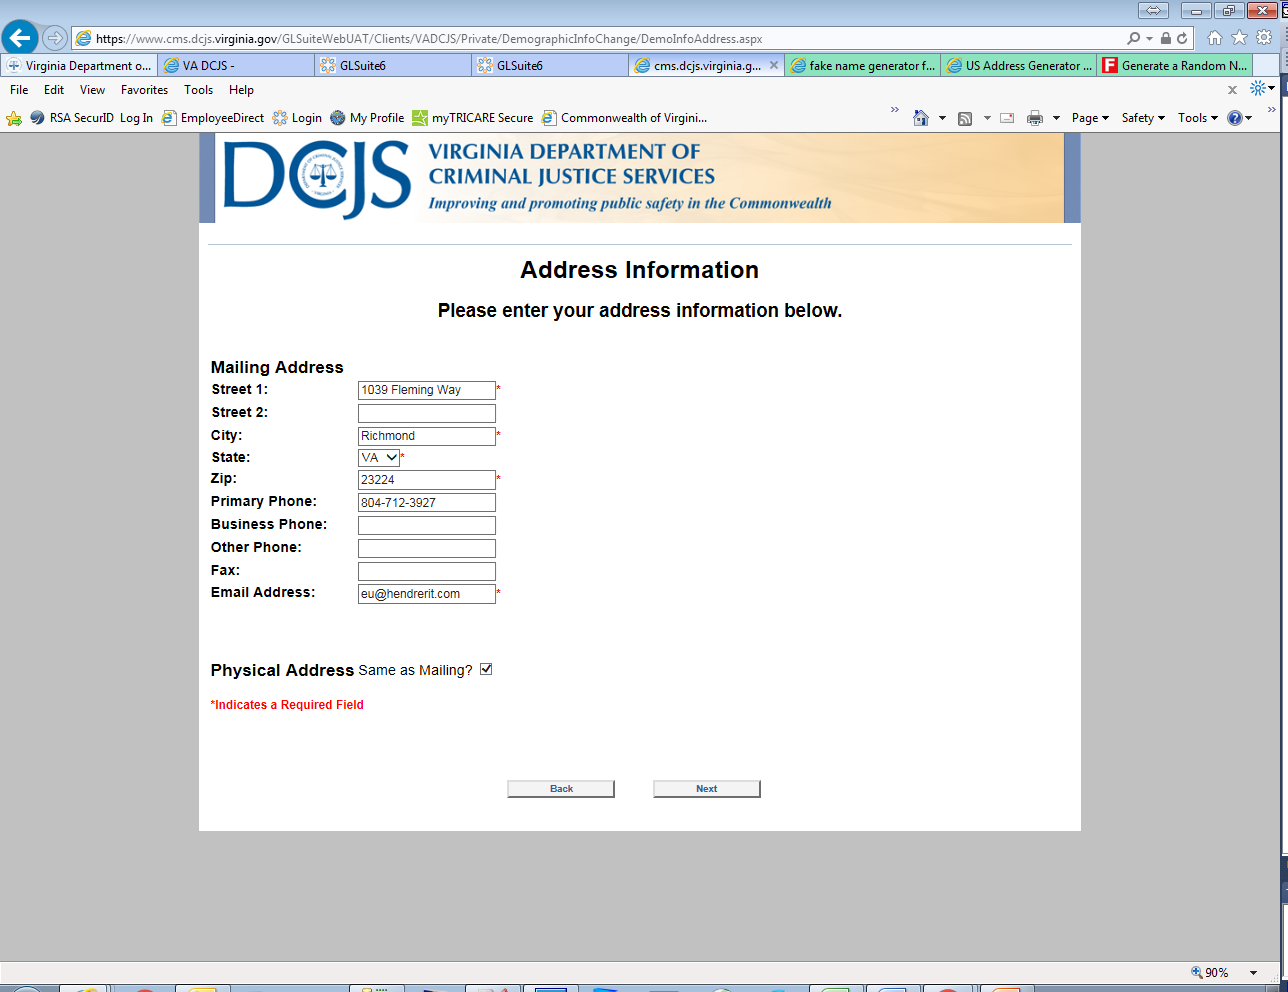 https://www.cms.dcjs.virginia.gov/GLSuiteWebUAT/Clients/VADCJS/Private/DemographicInfoChange/DemoInfoAddress.aspx
Virginia Department o... VA DCJS - GLSuite6 GLSuite6 cms.dcjs.virginia.g... fake name generator f... US Address Generator ... Generate a Random N...
File Edit View Favorites Tools Help
RSA SecurID Log In EmployeeDirect Login My Profile myTRICARE Secure Commonwealth of Virgini... Page Safety Tools
DCJS
VIRGINIA DEPARTMENT OF
CRIMINAL JUSTICE SERVICES
Improving and promoting public safety in the Commonwealth
Address Information
Please enter your address information below.
Mailing Address
Street 1: 1039 Fleming Way*
Street 2:
City: Richmond*
State: VA*
Zip: 23224*
Primary Phone: 804-712-3927
Business Phone:
Other Phone:
Fax:
Email Address: eu@hendrerit.com*
Physical Address Same as Mailing?
*Indicates a Required Field
Back Next
90%